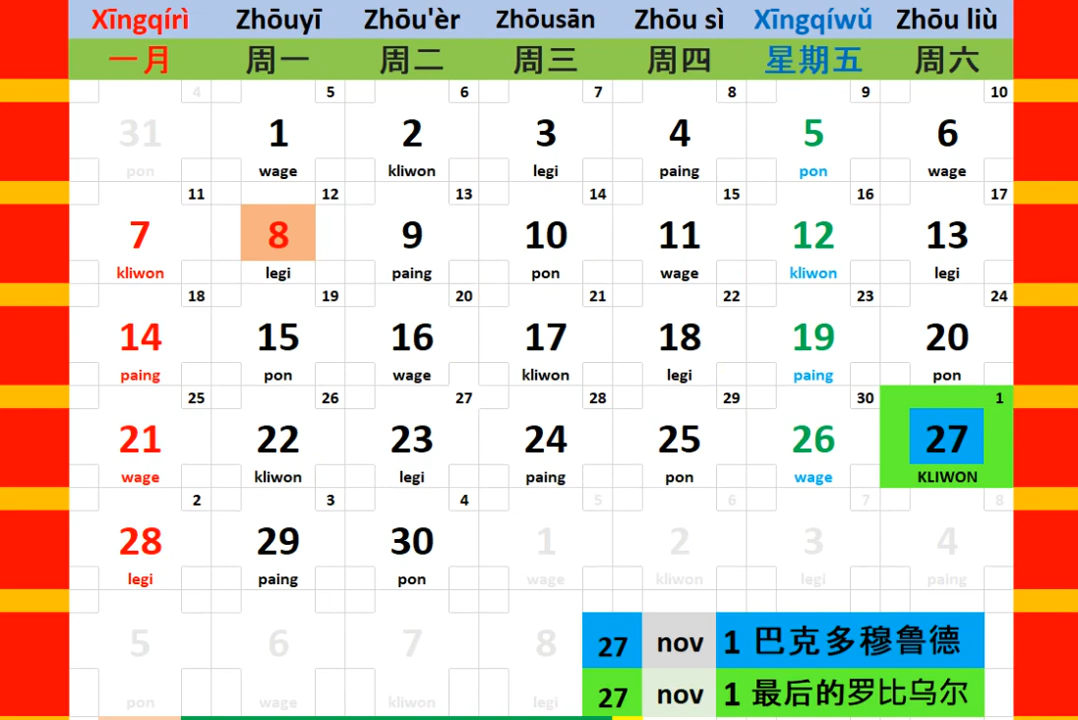 Xīngqírì Zhōuyī Zhōu'èr Zhōusān Zhōu sì Xīngqíwǔ Zhōu liù
一月 周一 周二 周三 周四 星期五 周六
4 5 6 7 8 9 10
31 1 2 3 4 5 6
pon wage kliwon legi paing pon wage
11 12 13 14 15 16 17
7 8 9 10 11 12 13
kliwon legi paing pon wage kliwon legi
18 19 20 21 22 23 24
14 15 16 17 18 19 20
paing pon wage kliwon legi paing pon
25 26 27 28 29 30 1
21 22 23 24 25 26 27
wage kliwon legi paing pon wage KLIWON
2 3 4 5 6 7 8
28 29 30 1 2 3 4
legi paing pon wage kliwon legi paing
5 6 7 8
pon wage kliwon legi
27 nov 1 巴克多穆鲁德
27 nov 1 最后的罗比乌尔